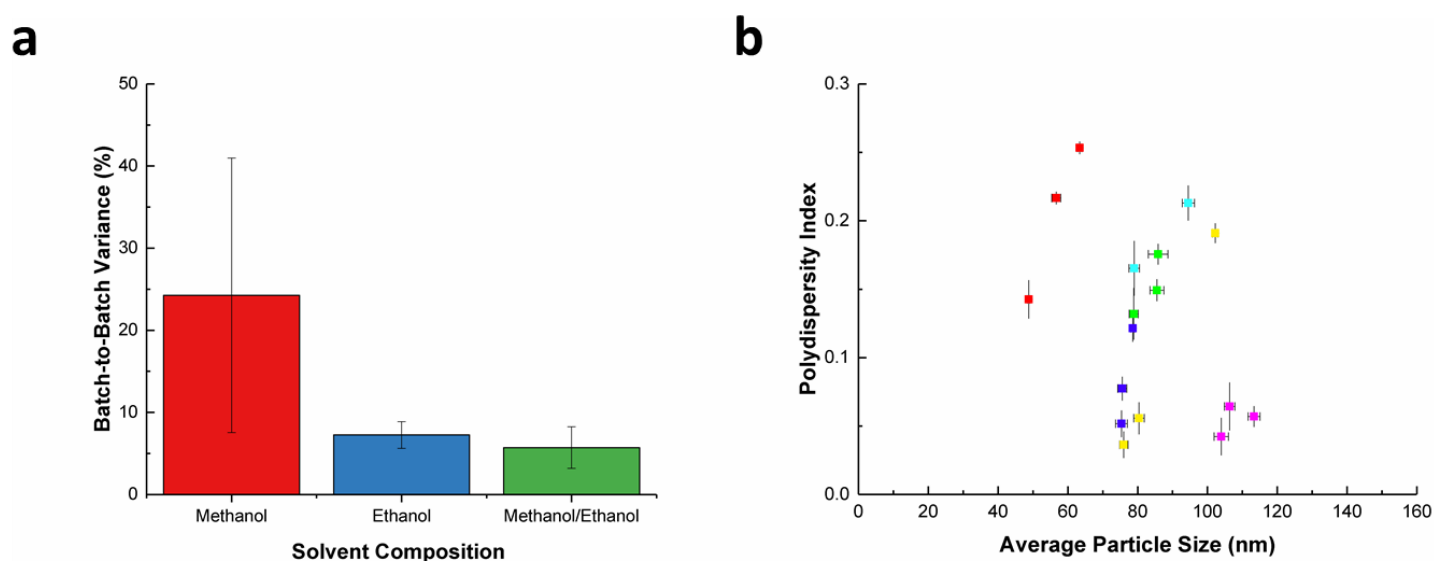 a
50
40
30
20
10
0
Batch-to-Batch Variance (%)
Methanol Ethanol Methanol/Ethanol
Solvent Composition
b
0.3
0.2
0.1
0.0
Polydispersity Index
0 20 40 60 80 100 120 140 160
Average Particle Size (nm)